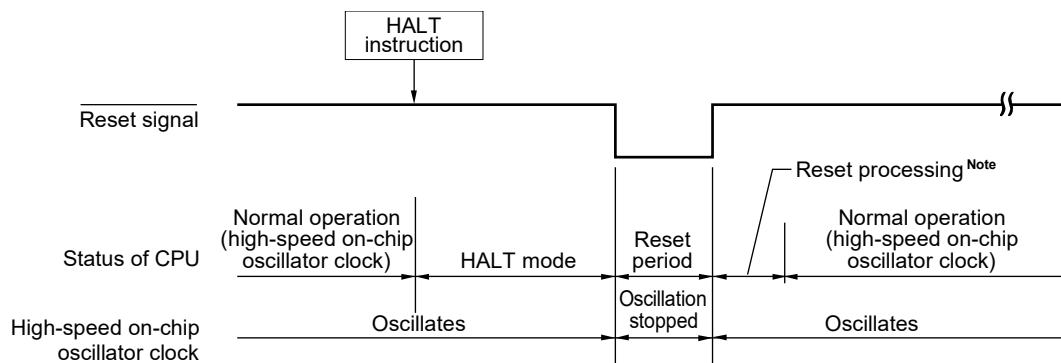 HALT
instruction
Reset signal
Reset processing Note
Status of CPU
Normal operation
(high-speed on-chip
oscillator clock)
HALT mode
Reset
period
Normal operation
(high-speed on-chip
oscillator clock)
High-speed on-chip
oscillator clock
Oscillates
Oscillation
stopped
Oscillates